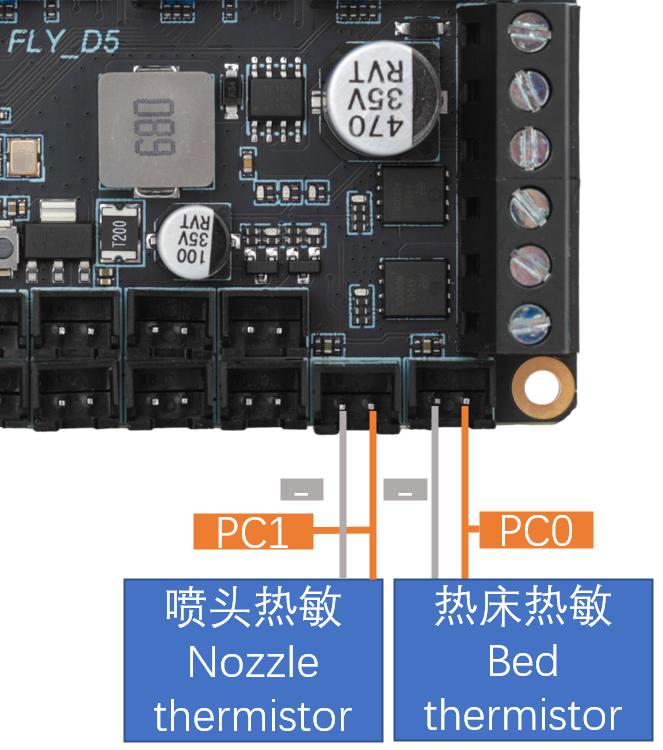 FLY_D5
680
470
35V
RVT
100
35V
RVT
T200
-
-
PC1
PC0
喷头热敏
Nozzle
thermistor
热床热敏
Bed
thermistor